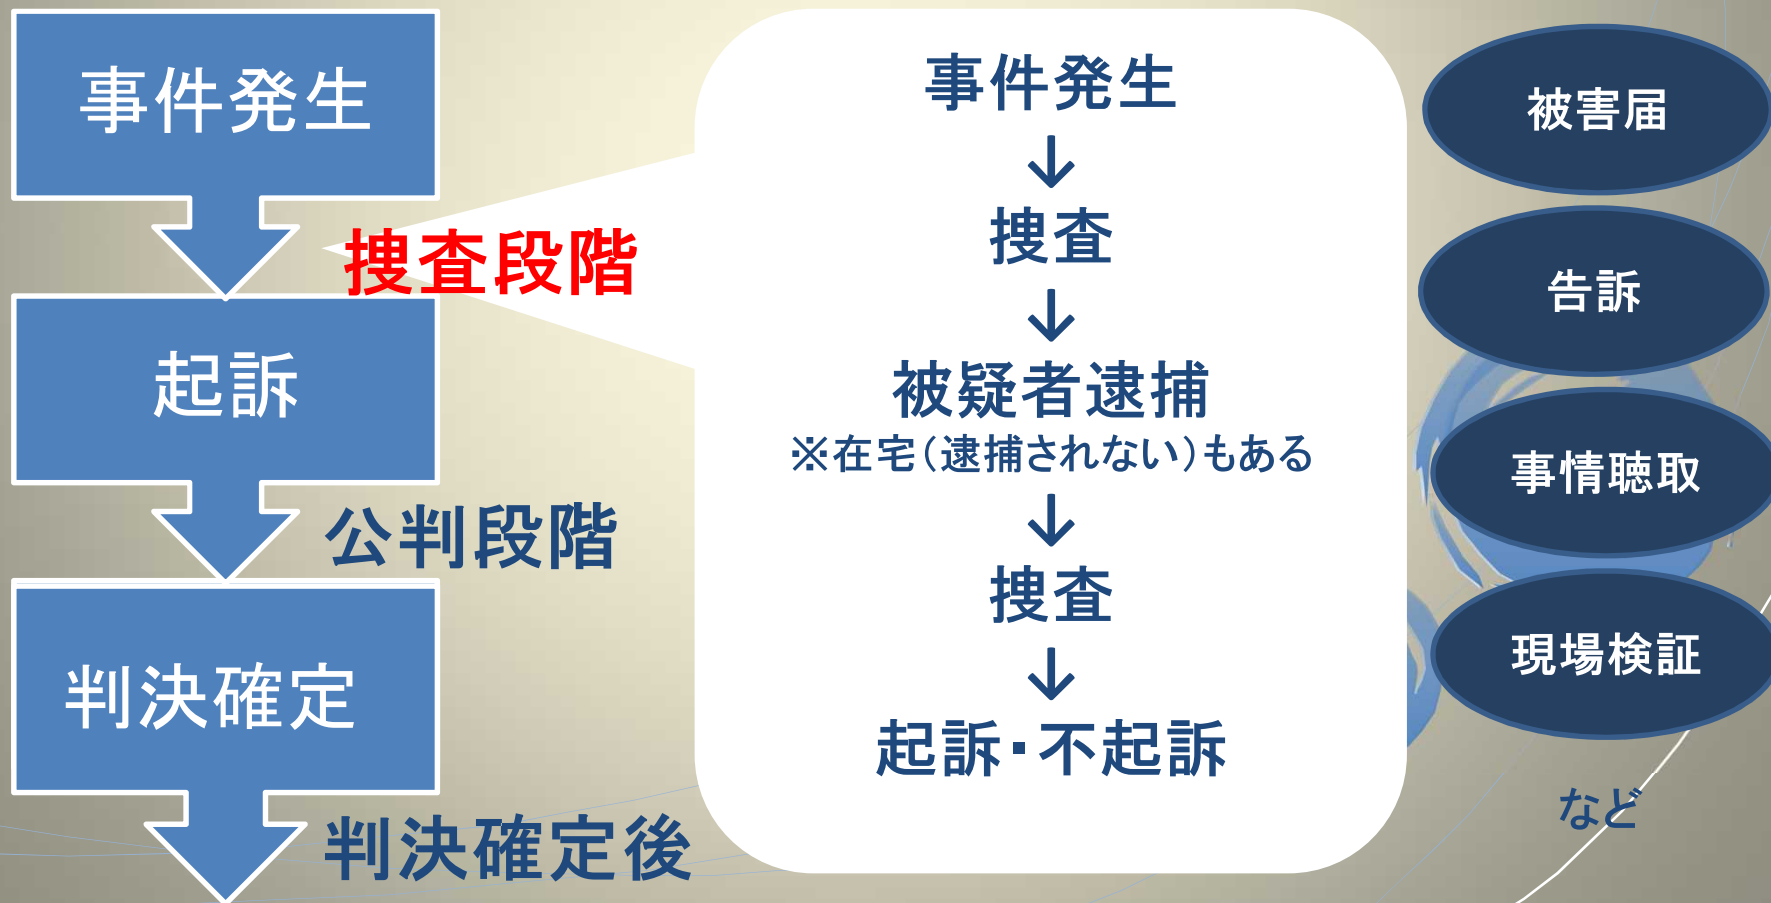 事件発生
捜査段階
起訴
公判段階
判決確定
判決確定後
事件発生
↓
捜査
↓
被疑者逮捕
※在宅(逮捕されない)もある
↓
捜査
↓
起訴・不起訴
被害届
告訴
事情聴取
現場検証
など